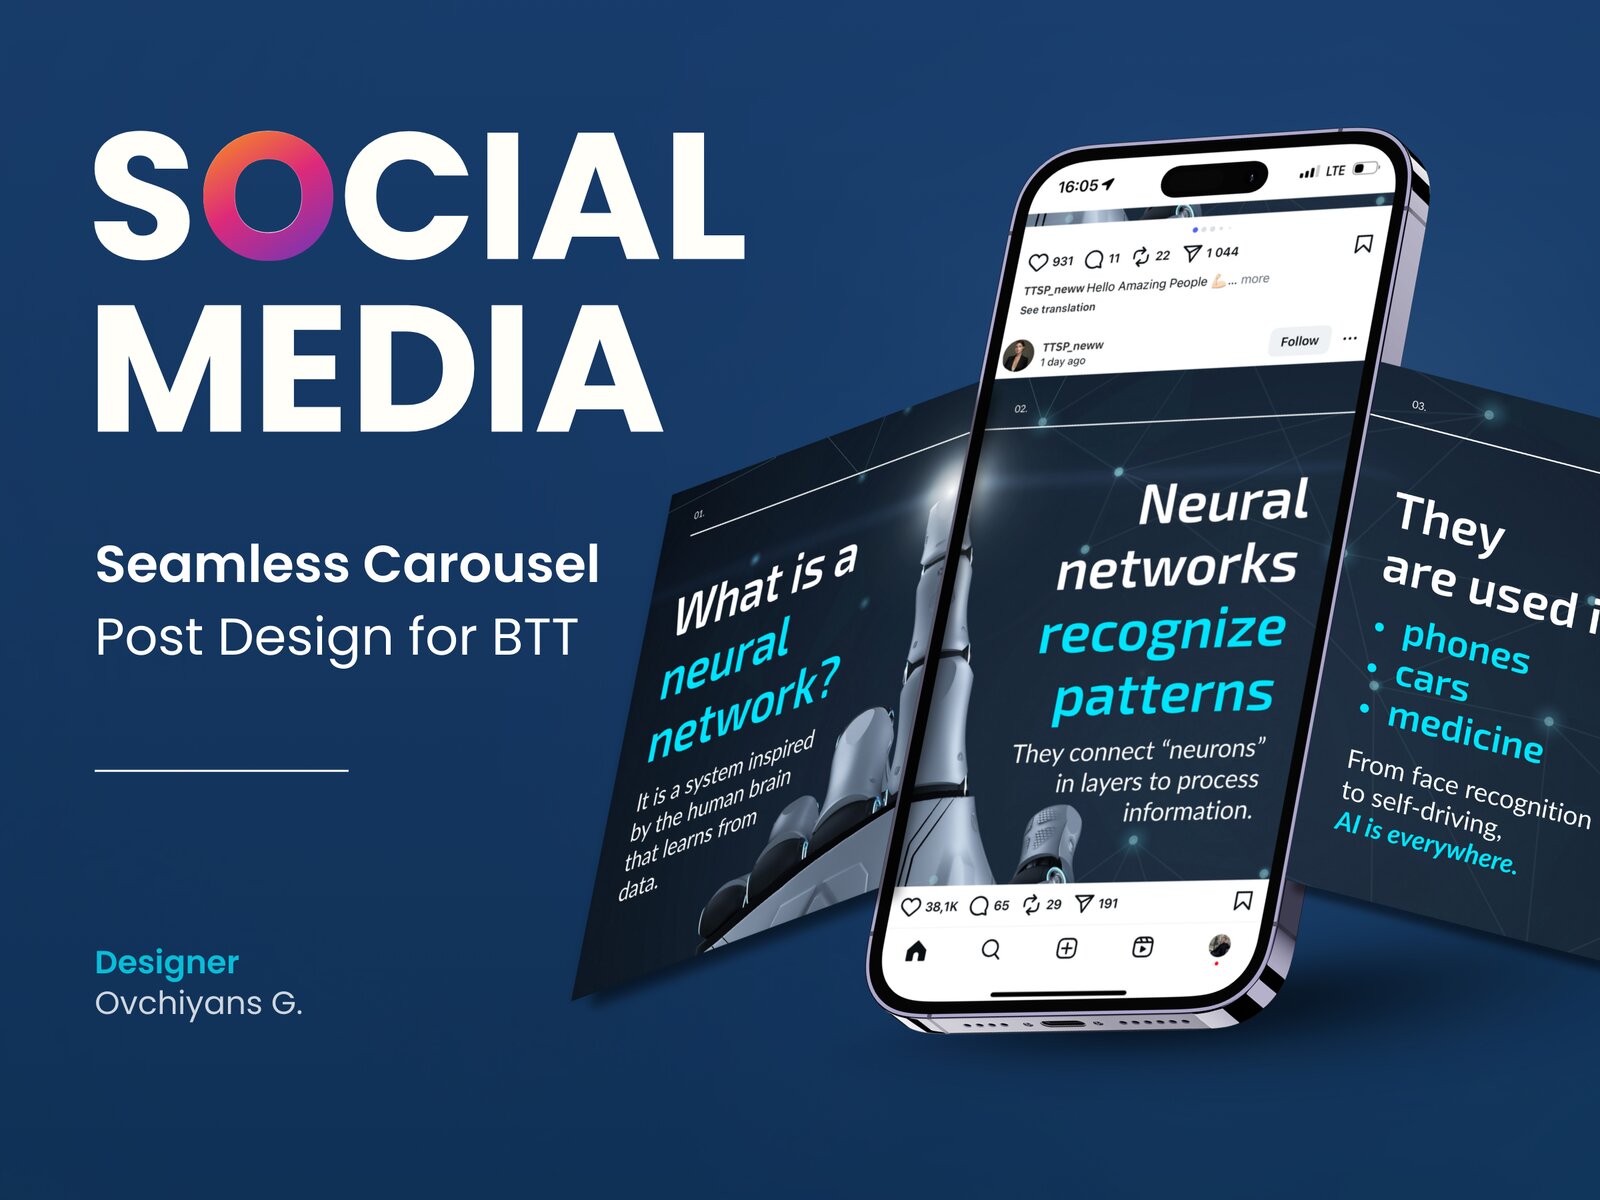 SOCIAL
MEDIA
Seamless Carousel
Post Design for BTT
Designer
Ovchiyans G.
01.
What is a
neural
network?
It is a system inspired
by the human brain
that learns from
data.
16:05
LTE
931 11 22 1 044
TTSP_neww Hello Amazing People 💪🏻... more
See translation
TTSP_neww
1 day ago
Follow
02.
Neural
networks
recognize
patterns
They connect “neurons”
in layers to process
information.
38,1K 65 29 191
03.
They
are used i
• phones
• cars
• medicine
From face recognition
to self-driving,
AI is everywhere.